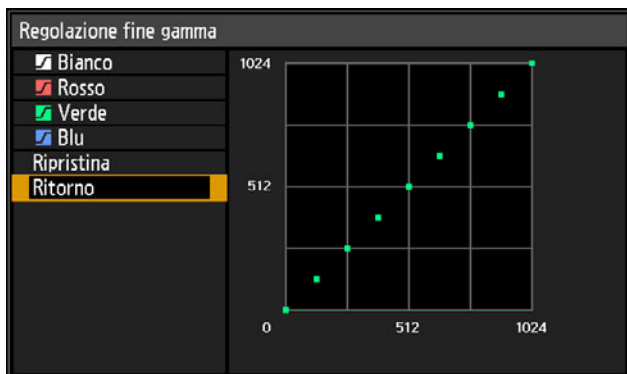 Regolazione fine gamma
Bianco
Rosso
Verde
Blu
Ripristina
Ritorno
1024
512
0
512
1024